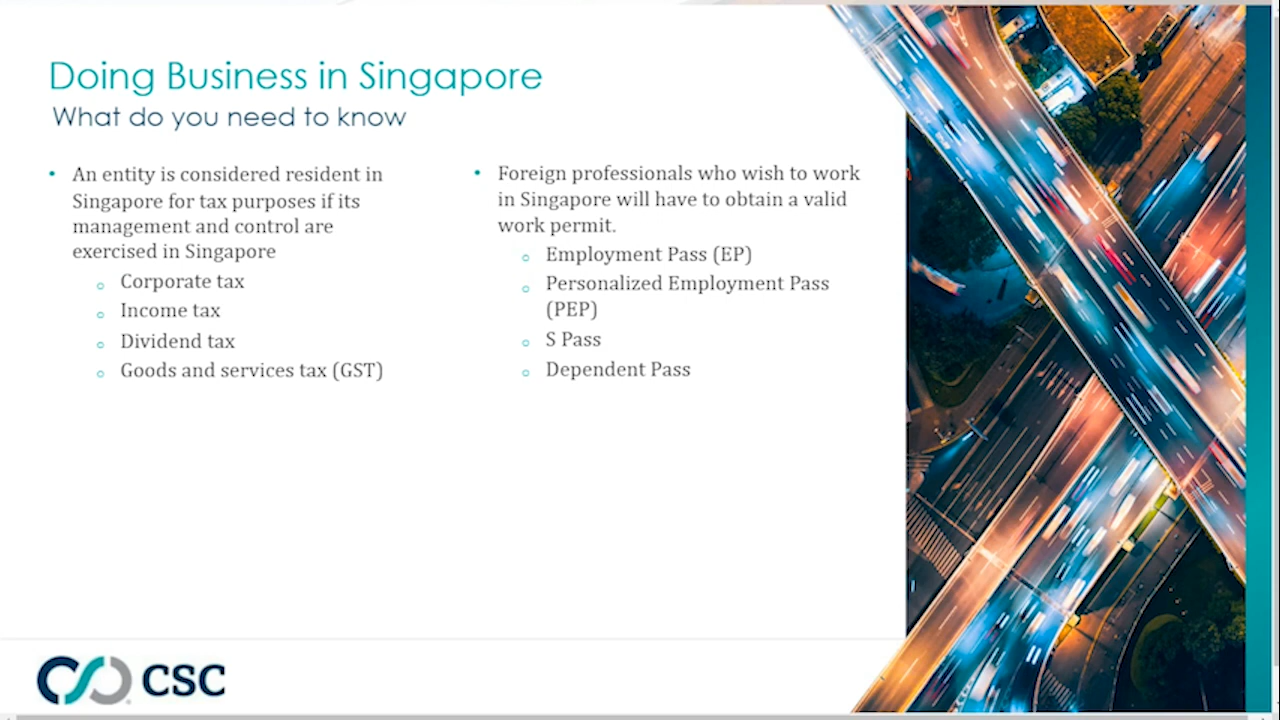 Doing Business in Singapore
What do you need to know
• An entity is considered resident in
Singapore for tax purposes if its
management and control are
exercised in Singapore
o Corporate tax
o Income tax
o Dividend tax
o Goods and services tax (GST)
• Foreign professionals who wish to work
in Singapore will have to obtain a valid
work permit.
o Employment Pass (EP)
o Personalized Employment Pass
(PEP)
o S Pass
o Dependent Pass
CSC